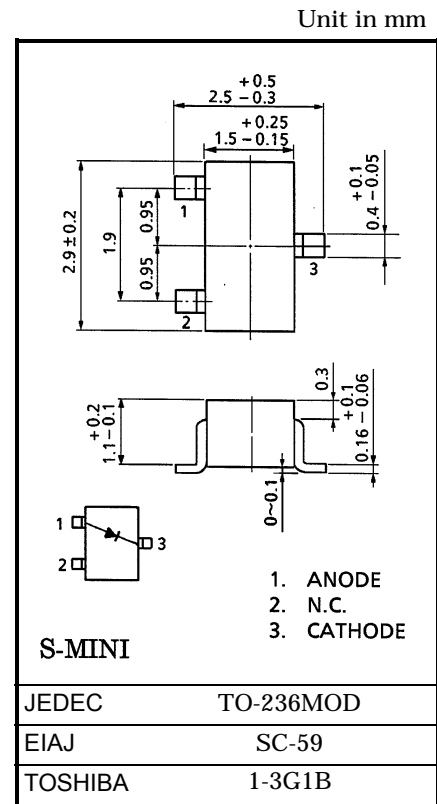 Unit in mm
+0.5
2.5 −0.3
+0.25
1.5 −0.15
2.9±0.2
1.9
0.95
0.95
1
2
3
+0.1
0.4 −0.05
+0.2
1.1−0.1
0.3
+0.1
0.16 −0.06
0~0.1
1
2
3
1. ANODE
2. N.C.
3. CATHODE
S-MINI
JEDEC TO-236MOD
EIAJ SC-59
TOSHIBA 1-3G1B